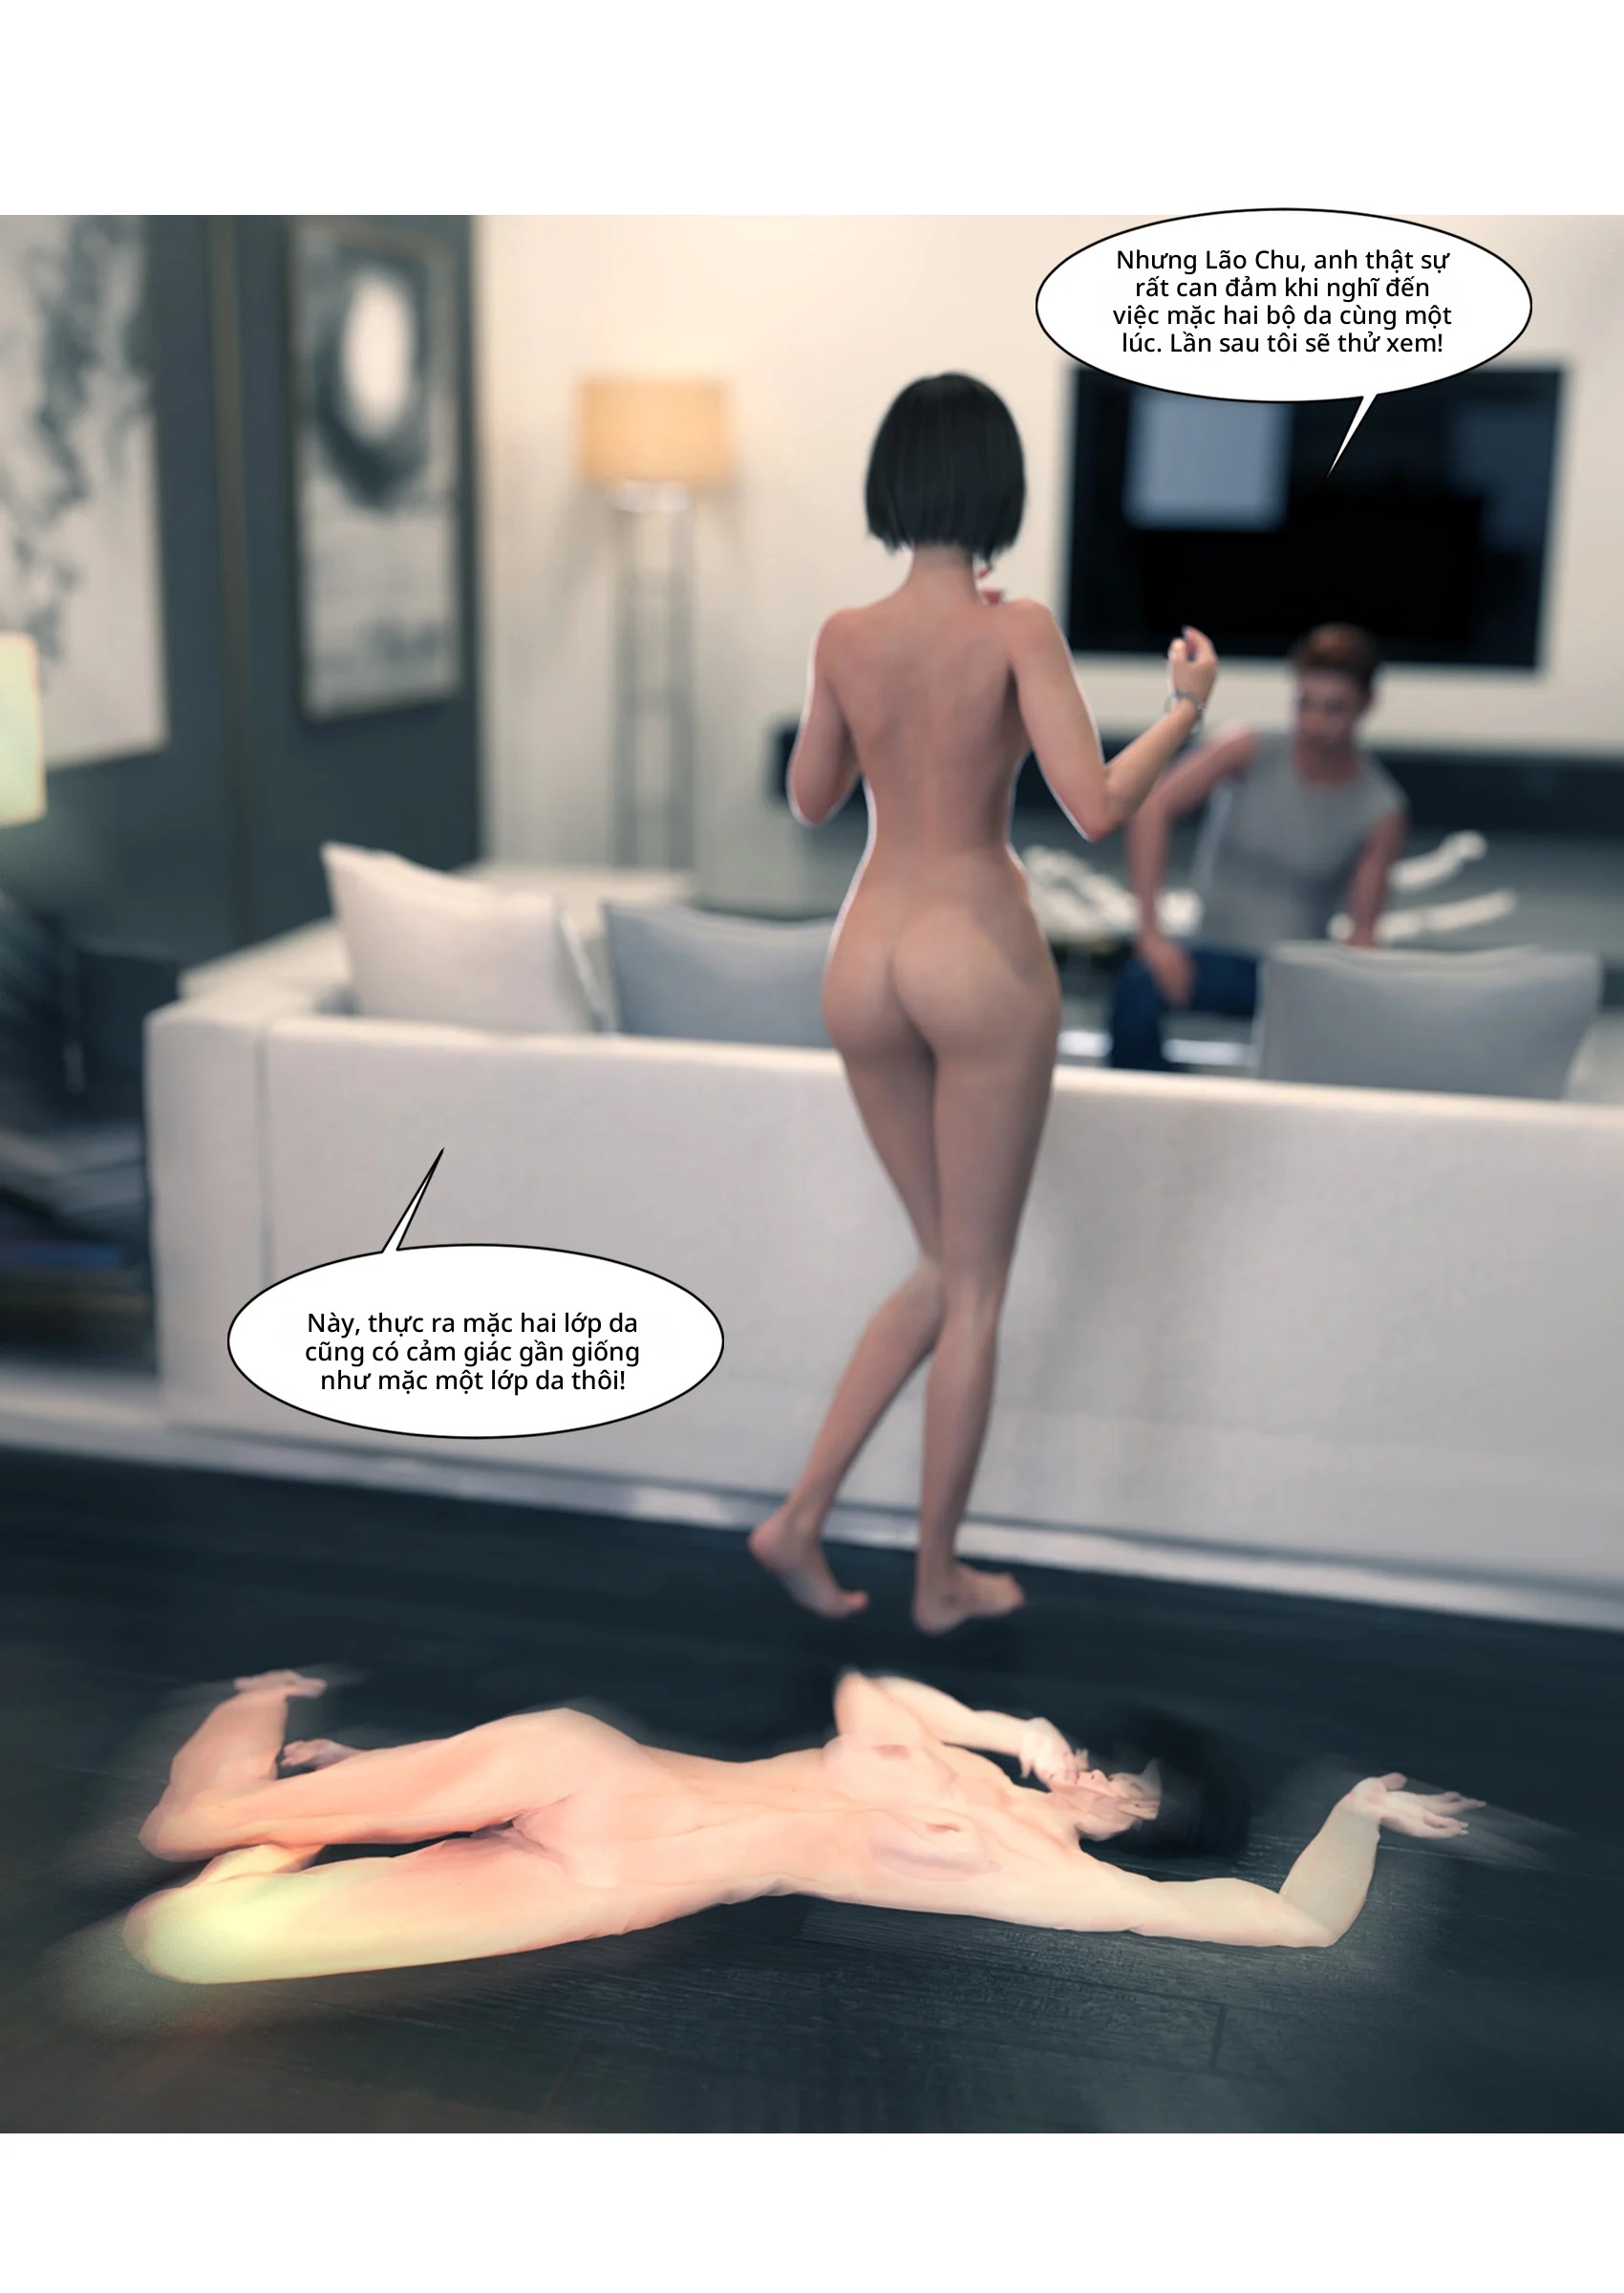 Nhưng Lão Chu, anh thật sự
rất can đảm khi nghĩ đến
việc mặc hai bộ da cùng một
lúc. Lần sau tôi sẽ thử xem!
Này, thực ra mặc hai lớp da
cũng có cảm giác gần giống
như mặc một lớp da thôi!